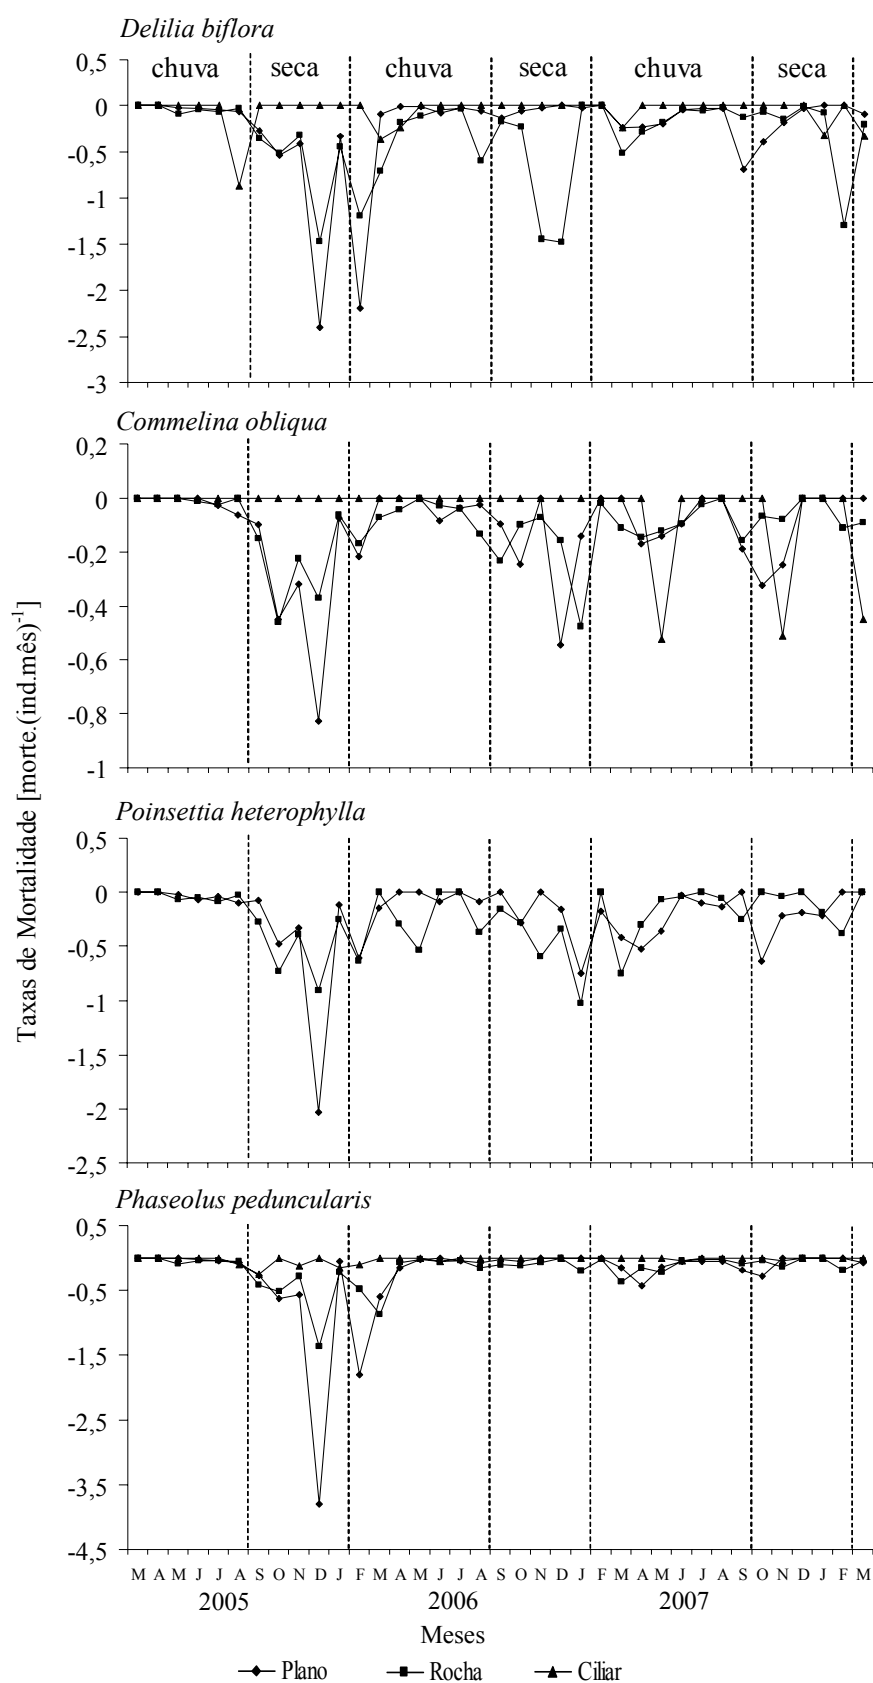 Delilia biflora
chuva seca chuva seca chuva seca
0,5
0
-0,5
-1
-1,5
-2
-2,5
-3
Commelina obliqua
0,2
0
-0,2
-0,4
-0,6
-0,8
-1
Taxas de Mortalidade [morte.(ind.mês)-1]
Poinsettia heterophylla
0,5
0
-0,5
-1
-1,5
-2
-2,5
Phaseolus peduncularis
0,5
-0,5
-1,5
-2,5
-3,5
-4,5
M A M J J A S O N D J F M A M J J A S O N D J F M A M J J A S O N D J F M
2005 2006 2007
Meses
Plano Rocha Ciliar